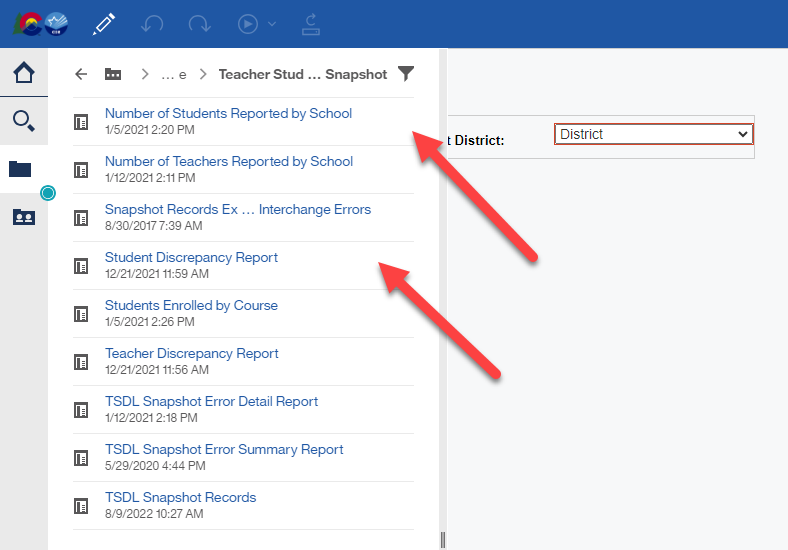 … e
Teacher Stud … Snapshot
Number of Students Reported by School
1/5/2021 2:20 PM
t District:
District
Number of Teachers Reported by School
1/12/2021 2:11 PM
Snapshot Records Ex … Interchange Errors
8/30/2017 7:39 AM
Student Discrepancy Report
12/21/2021 11:59 AM
Students Enrolled by Course
1/5/2021 2:26 PM
Teacher Discrepancy Report
12/21/2021 11:56 AM
TSDL Snapshot Error Detail Report
1/12/2021 2:18 PM
TSDL Snapshot Error Summary Report
5/29/2020 4:44 PM
TSDL Snapshot Records
8/9/2022 10:27 AM